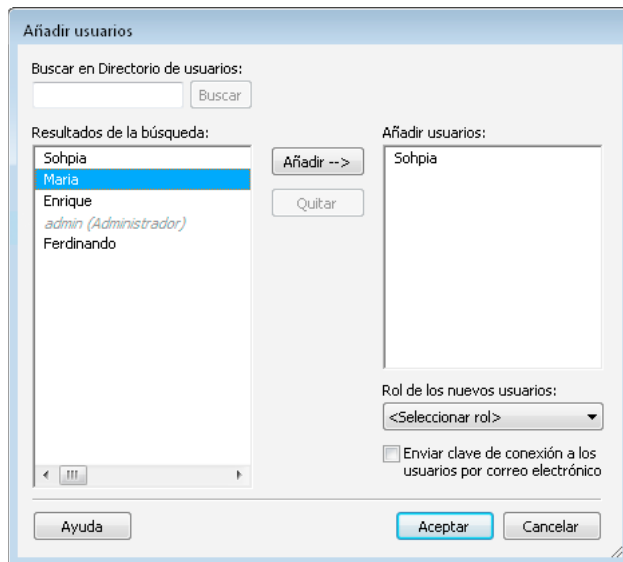 Añadir usuarios
Buscar en Directorio de usuarios:
Buscar
Resultados de la búsqueda:
Sohpia
Maria
Enrique
admin (Administrador)
Ferdinando
Añadir -->
Quitar
Añadir usuarios:
Sohpia
Rol de los nuevos usuarios:
<Seleccionar rol>
Enviar clave de conexión a los
usuarios por correo electrónico
Ayuda
Aceptar
Cancelar